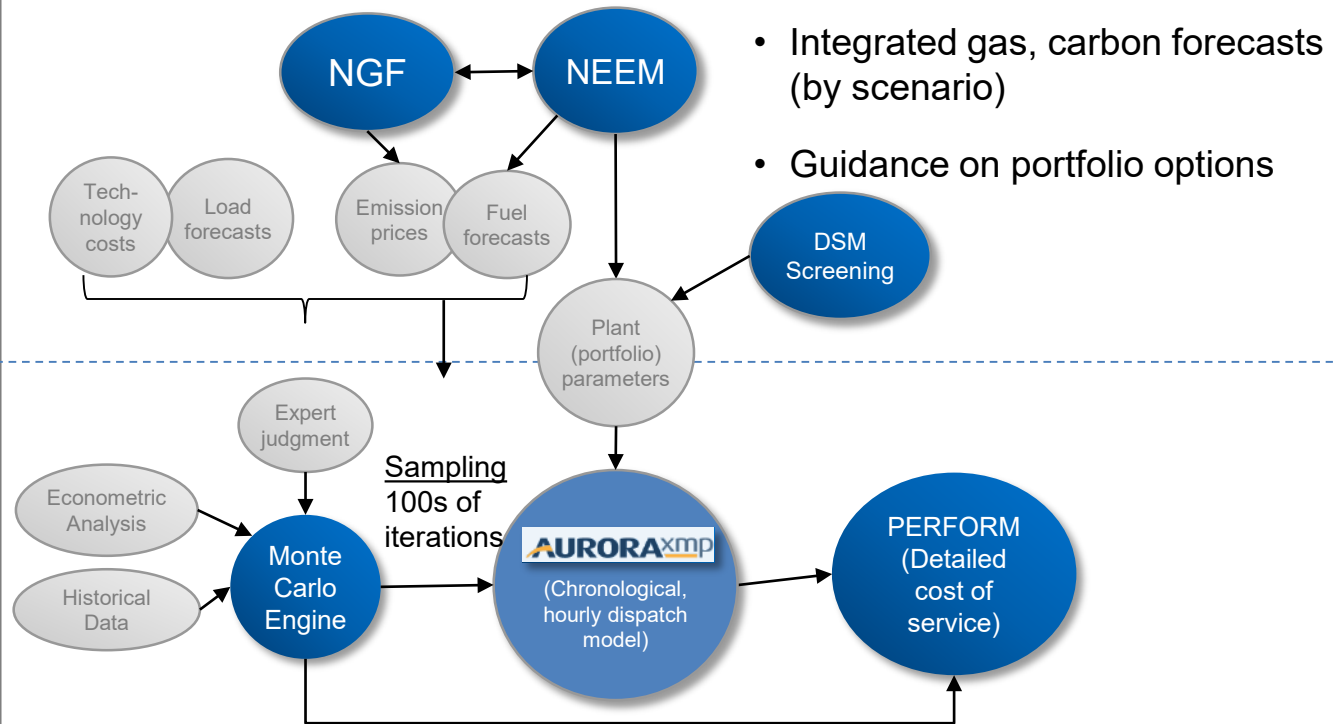 NGF
NEEM
• Integrated gas, carbon forecasts
(by scenario)
• Guidance on portfolio options
Tech-
nology
costs
Load
forecasts
Emission
prices
Fuel
forecasts
DSM
Screening
Plant
(portfolio)
parameters
Expert
judgment
Econometric
Analysis
Historical
Data
Monte
Carlo
Engine
Sampling
100s of
iterations
AURORAxmp
(Chronological,
hourly dispatch
model)
PERFORM
(Detailed
cost of
service)